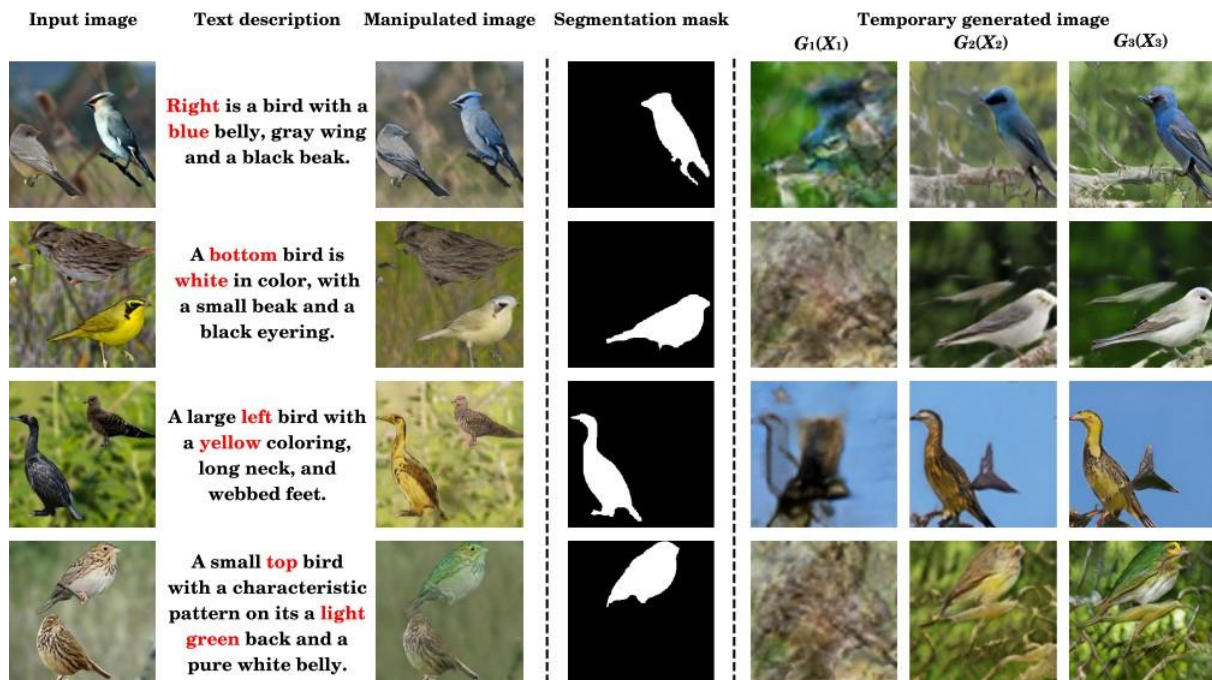 Input image
Text description
Manipulated image
Segmentation mask
Temporary generated image
G1(X1)
G2(X2)
G3(X3)
Right is a bird with a
blue belly, gray wing
and a black beak.
A bottom bird is
white in color, with
a small beak and a
black eyering.
A large left bird with
a yellow coloring,
long neck, and
webbed feet.
A small top bird
with a characteristic
pattern on its a light
green back and a
pure white belly.